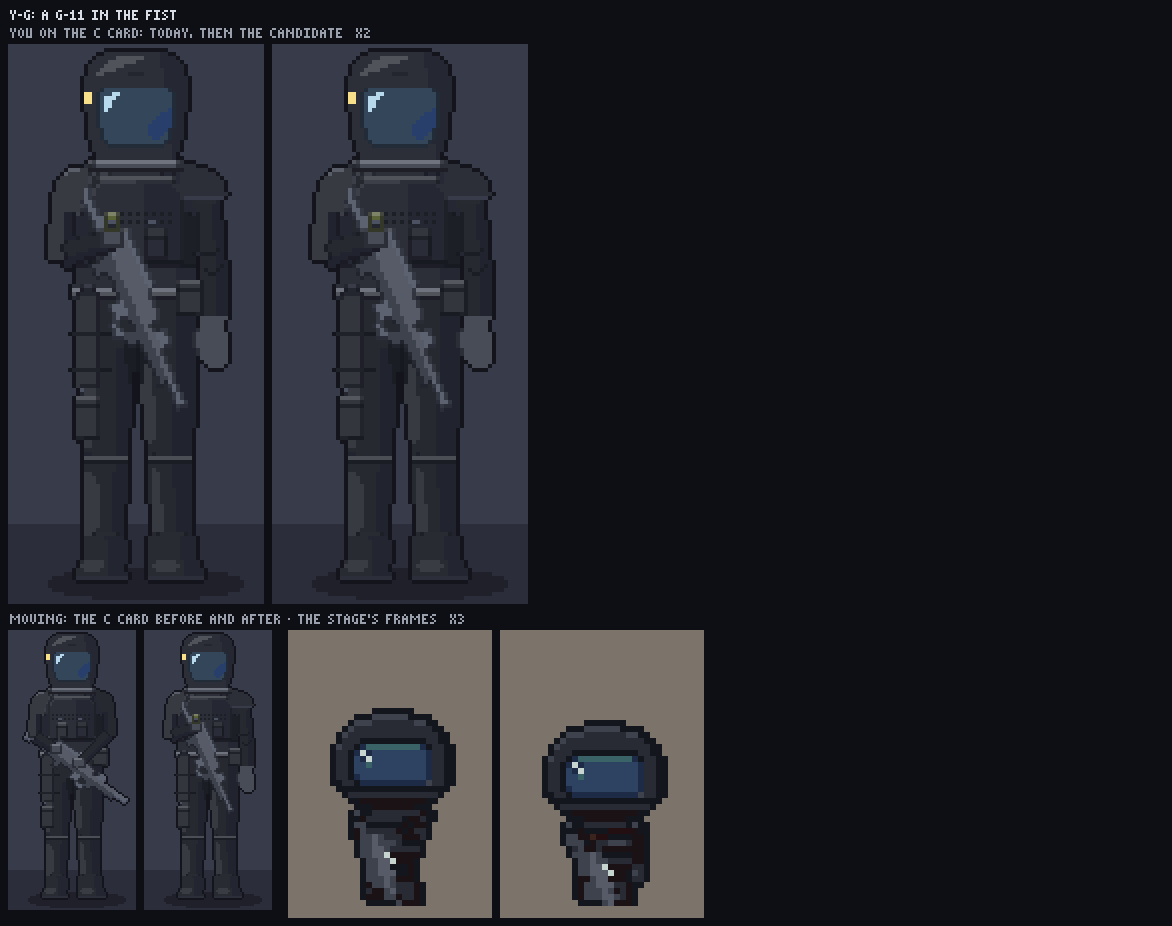 Y-G: A G-11 IN THE FIST
YOU ON THE C CARD: TODAY, THEN THE CANDIDATE X2
MOVING: THE C CARD BEFORE AND AFTER · THE STAGE'S FRAMES X3